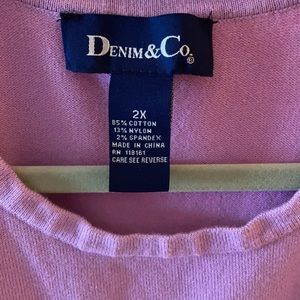 DENIM & CO.®
2X
85% COTTON
13% NYLON
2% SPANDEX
MADE IN CHINA
RN 118161
CARE SEE REVERSE